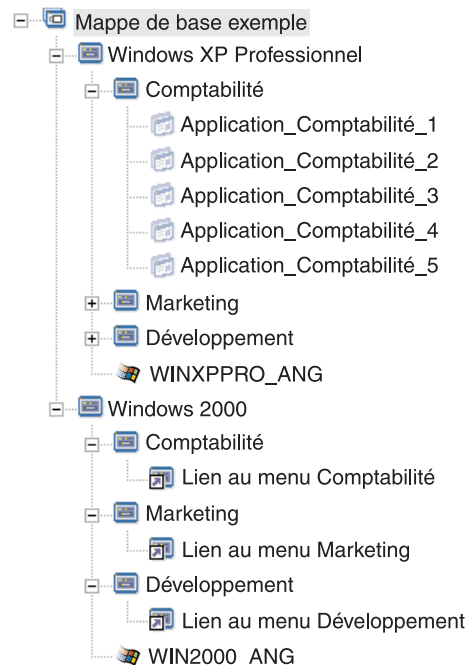 Mappe de base exemple
Windows XP Professionnel
Comptabilité
Application_Comptabilité_1
Application_Comptabilité_2
Application_Comptabilité_3
Application_Comptabilité_4
Application_Comptabilité_5
Marketing
Développement
WINXPPRO_ANG
Windows 2000
Comptabilité
Lien au menu Comptabilité
Marketing
Lien au menu Marketing
Développement
Lien au menu Développement
WIN2000_ANG